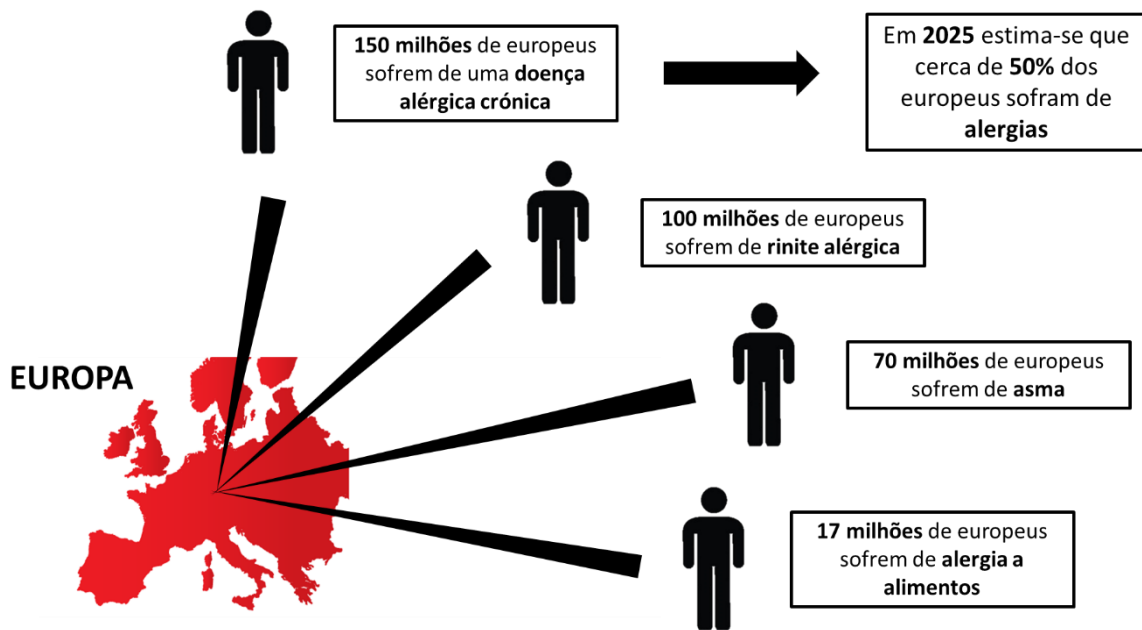 150 milhões de europeus
sofrem de uma doença
alérgica crónica
Em 2025 estima-se que
cerca de 50% dos
europeus sofram de
alergias
100 milhões de europeus
sofrem de rinite alérgica
EUROPA
70 milhões de europeus
sofrem de asma
17 milhões de europeus
sofrem de alergia a
alimentos